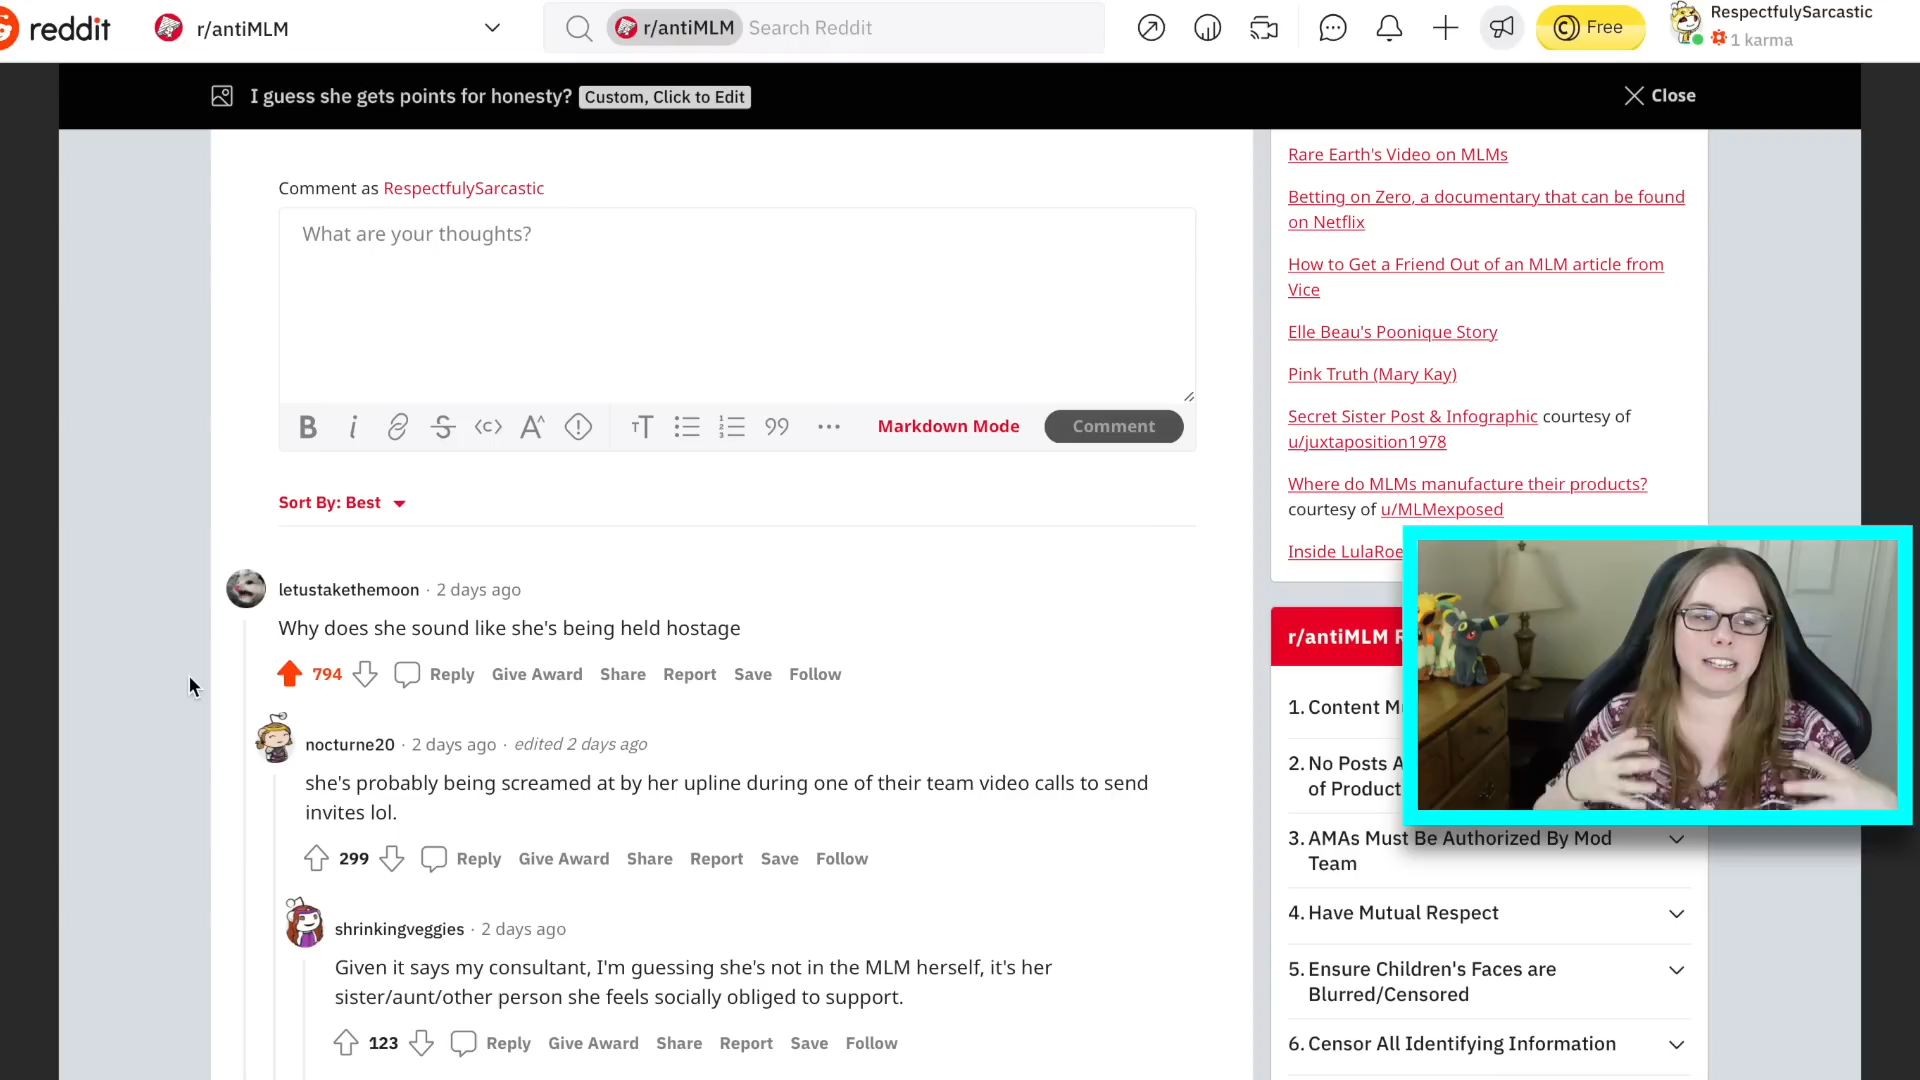 reddit
r/antiMLM
r/antiMLM Search Reddit
Free
RespectfulySarcastic
1 karma
I guess she gets points for honesty? Custom, Click to Edit
Close
Comment as RespectfulySarcastic
What are your thoughts?
Markdown Mode
Comment
Sort By: Best
letustakethemoon · 2 days ago
Why does she sound like she's being held hostage
794 Reply Give Award Share Report Save Follow
nocturne20 · 2 days ago · edited 2 days ago
she's probably being screamed at by her upline during one of their team video calls to send
invites lol.
299 Reply Give Award Share Report Save Follow
shrinkingveggies · 2 days ago
Given it says my consultant, I'm guessing she's not in the MLM herself, it's her
sister/aunt/other person she feels socially obliged to support.
123 Reply Give Award Share Report Save Follow
Rare Earth's Video on MLMs
Betting on Zero, a documentary that can be found
on Netflix
How to Get a Friend Out of an MLM article from
Vice
Elle Beau's Poonique Story
Pink Truth (Mary Kay)
Secret Sister Post & Infographic courtesy of
u/juxtaposition1978
Where do MLMs manufacture their products?
courtesy of u/MLMexposed
Inside LulaRoe
r/antiMLM
1. Content
2. No Posts
of Product
3. AMAs Must Be Authorized By Mod
Team
4. Have Mutual Respect
5. Ensure Children's Faces are
Blurred/Censored
6. Censor All Identifying Information